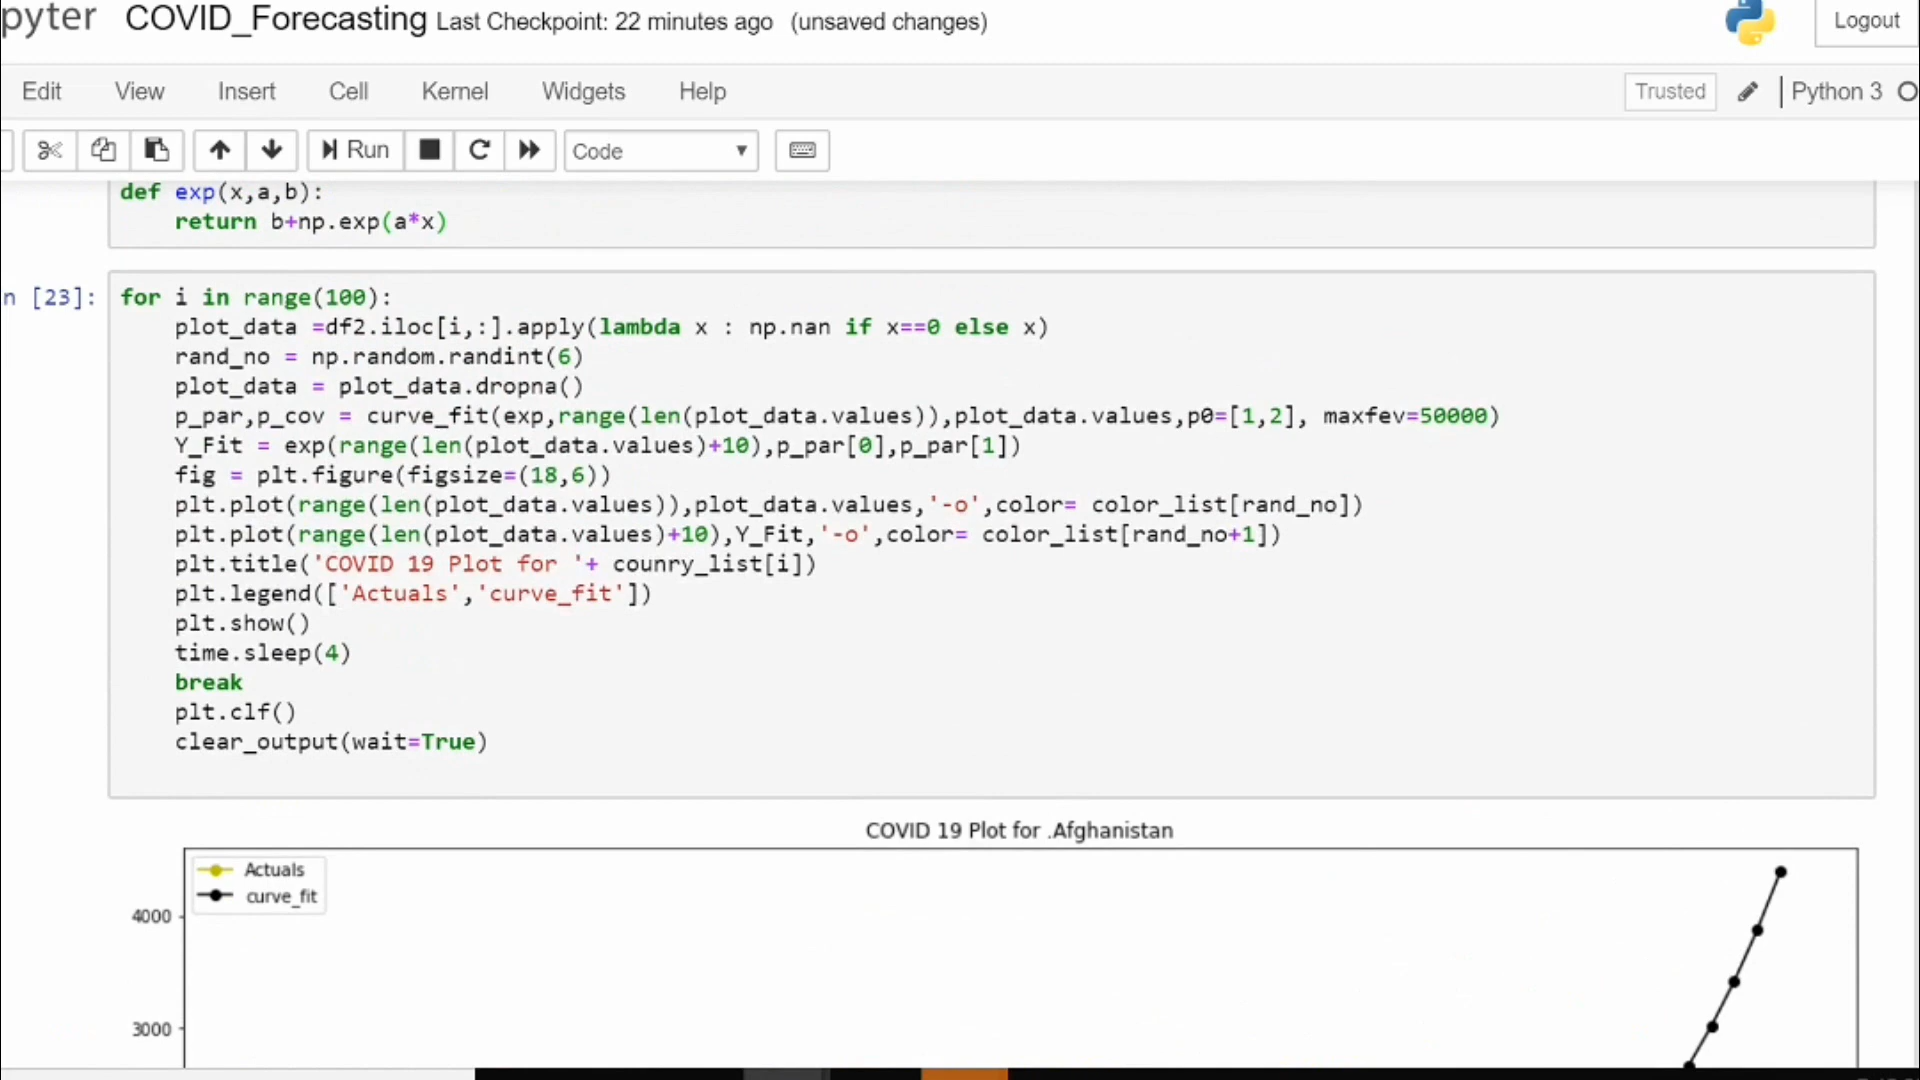 pyter COVID_Forecasting Last Checkpoint: 22 minutes ago (unsaved changes) Logout
Edit View Insert Cell Kernel Widgets Help Trusted Python 3
Run Code
def exp(x,a,b):
    return b+np.exp(a*x)
n [23]: for i in range(100):
    plot_data =df2.iloc[i,:].apply(lambda x : np.nan if x==0 else x)
    rand_no = np.random.randint(6)
    plot_data = plot_data.dropna()
    p_par,p_cov = curve_fit(exp,range(len(plot_data.values)),plot_data.values,p0=[1,2], maxfev=50000)
    Y_Fit = exp(range(len(plot_data.values)+10),p_par[0],p_par[1])
    fig = plt.figure(figsize=(18,6))
    plt.plot(range(len(plot_data.values)),plot_data.values,'-o',color= color_list[rand_no])
    plt.plot(range(len(plot_data.values)+10),Y_Fit,'-o',color= color_list[rand_no+1])
    plt.title('COVID 19 Plot for '+ counry_list[i])
    plt.legend(['Actuals','curve_fit'])
    plt.show()
    time.sleep(4)
    break
    plt.clf()
    clear_output(wait=True)
COVID 19 Plot for .Afghanistan
Actuals
curve_fit
4000
3000